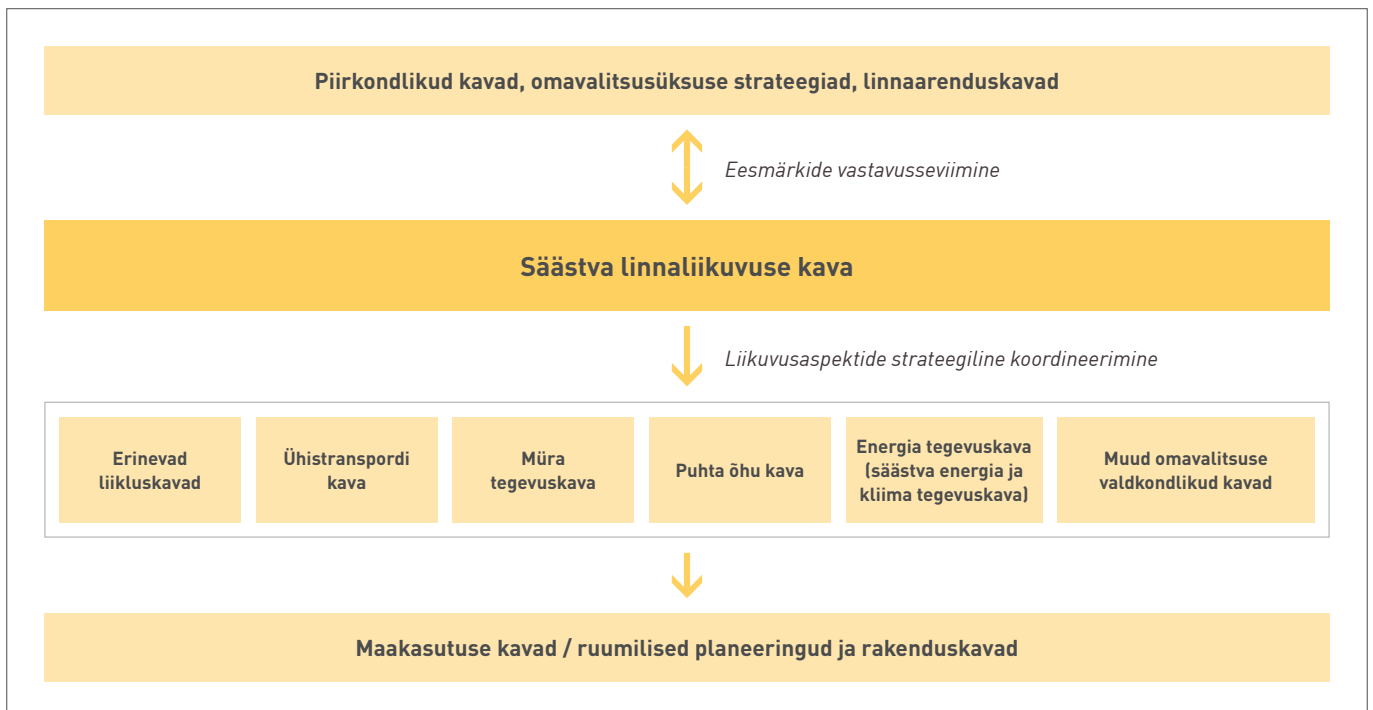 Piirkondlikud kavad, omavalitsusüksuse strateegiad, linnaarenduskavad
Eesmärkide vastavusseviimine
Säästva linnaliikuvuse kava
Liikuvusaspektide strateegiline koordineerimine
Erinevad
liikluskavad
Ühistranspordi
kava
Müra
tegevuskava
Puhta õhu kava
Energia tegevuskava
(säästva energia ja
kliima tegevuskava)
Muud omavalitsuse
valdkondlikud kavad
Maakasutuse kavad / ruumilised planeeringud ja rakenduskavad